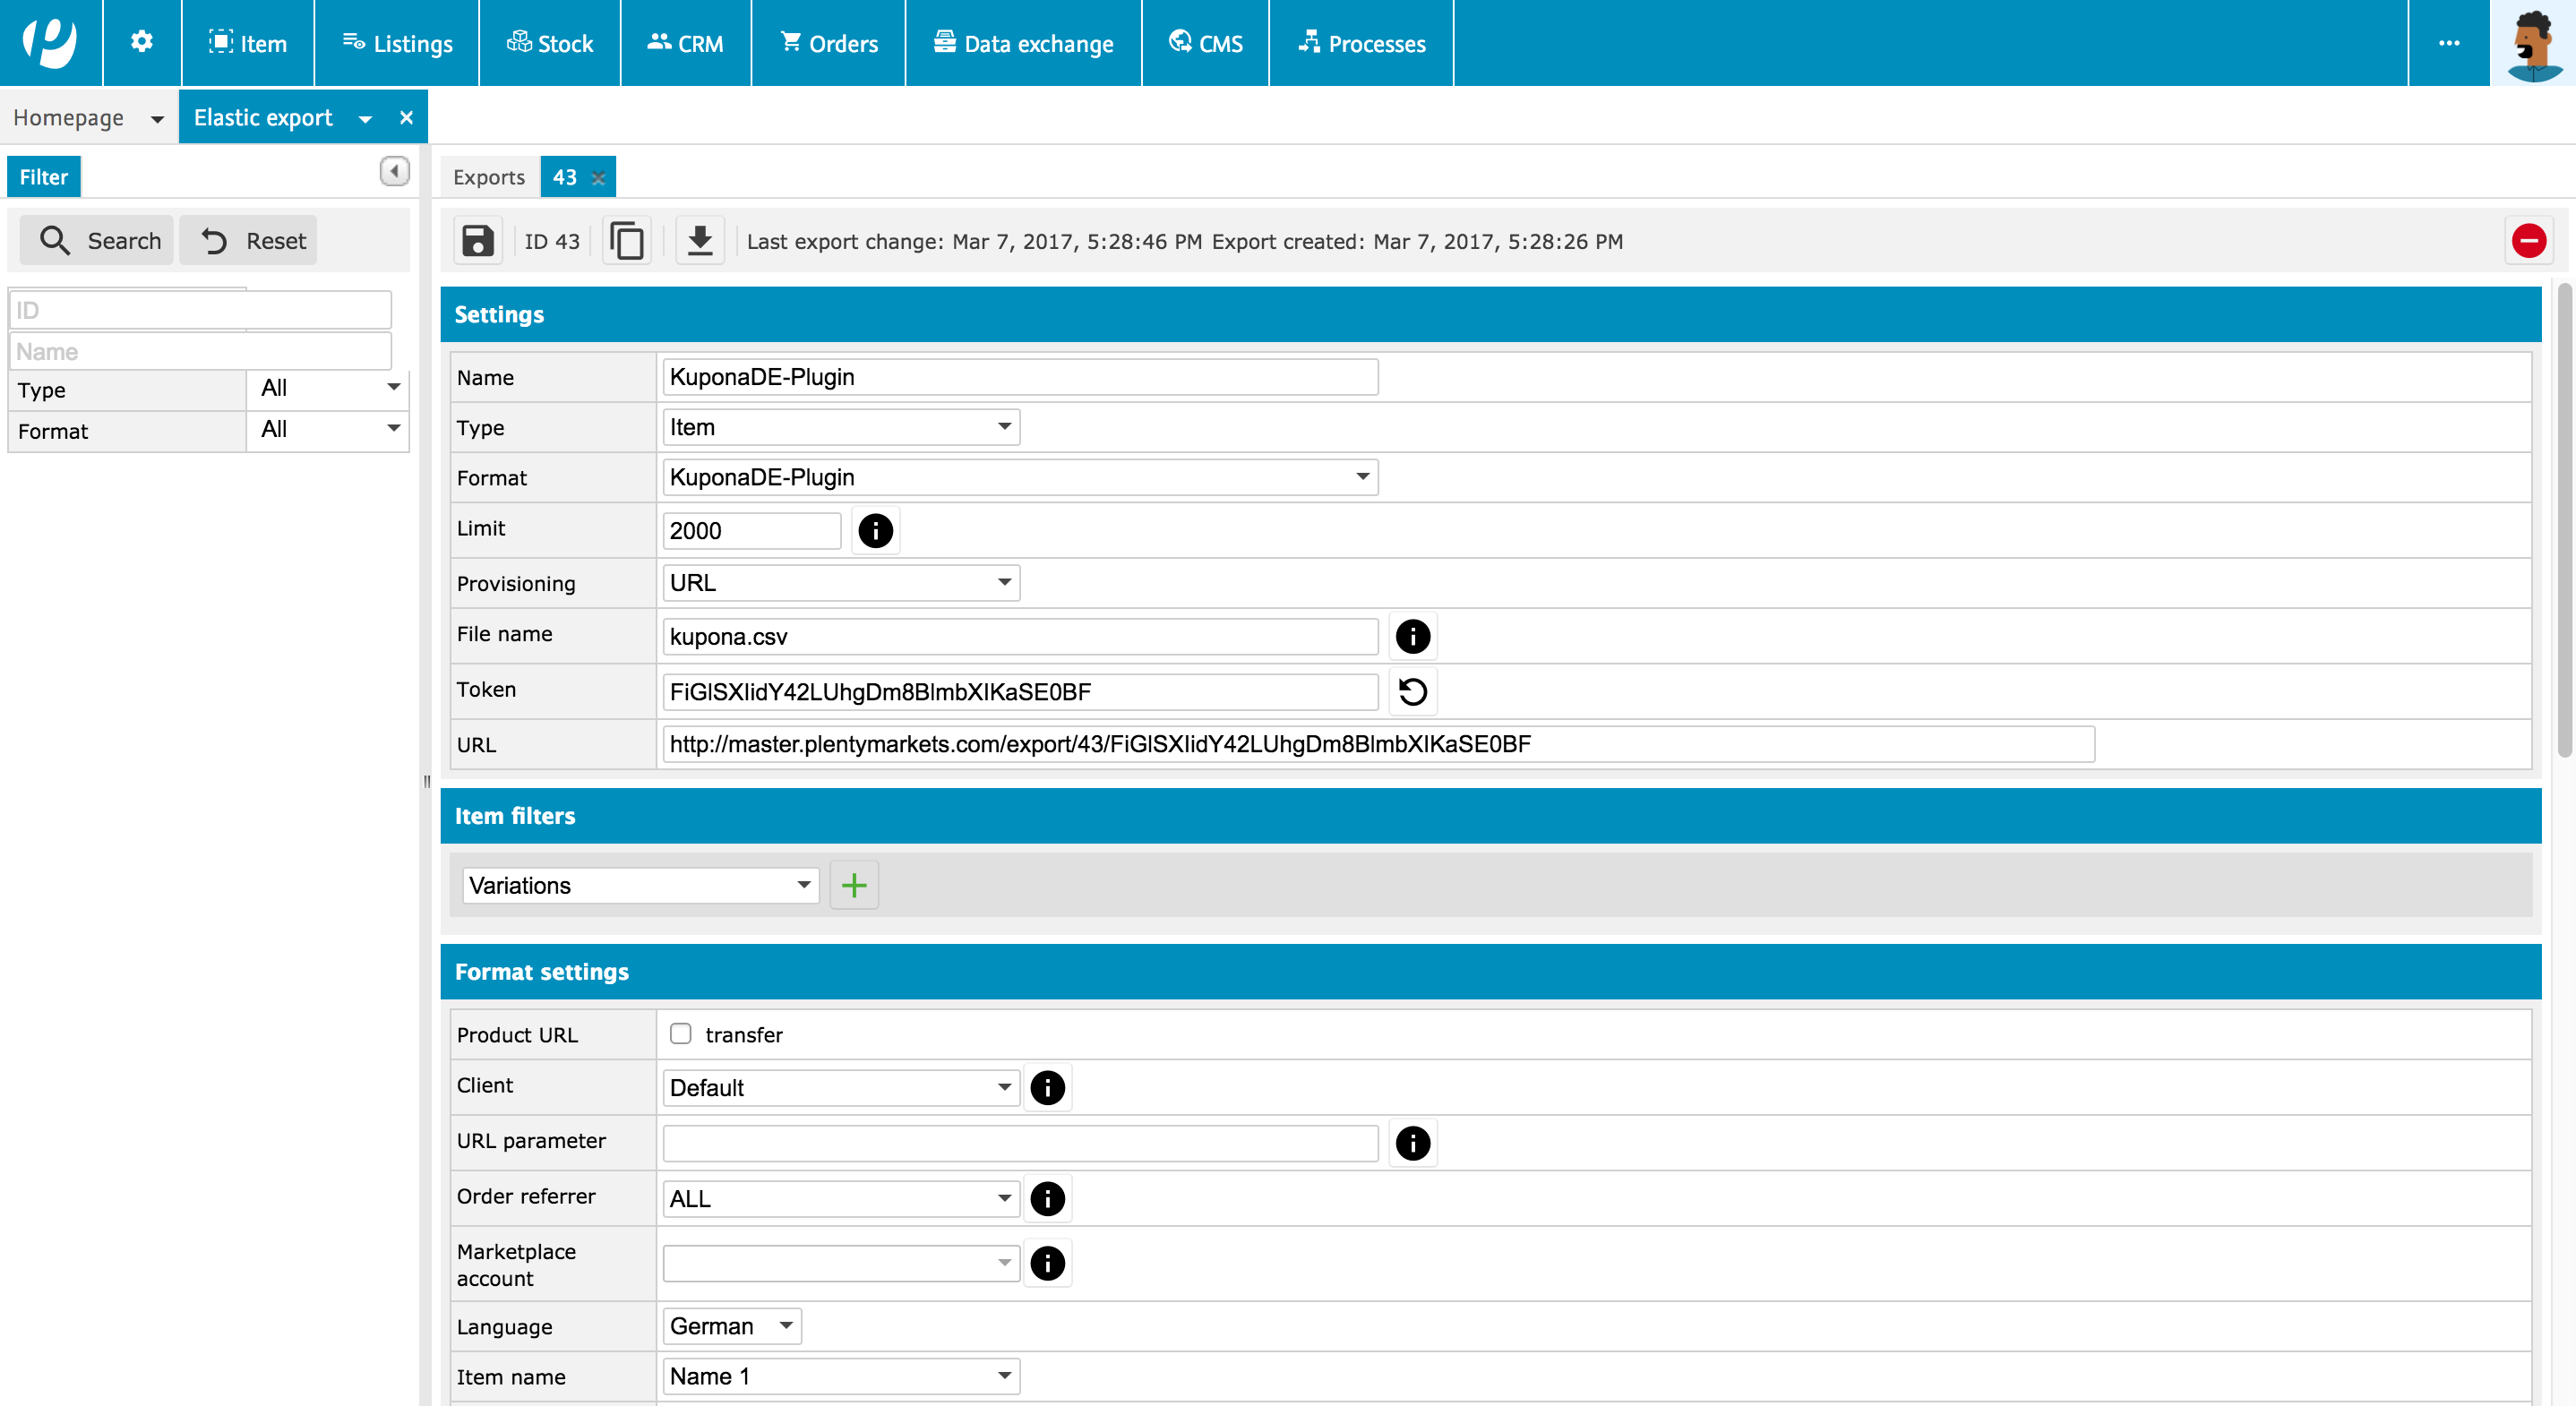 Item
Listings
Stock
CRM
Orders
Data exchange
CMS
Processes
Homepage
Elastic export
Filter
Exports
43
Search
Reset
ID 43
Last export change: Mar 7, 2017, 5:28:46 PM Export created: Mar 7, 2017, 5:28:26 PM
ID
Name
Type All
Format All
Settings
Name KuponaDE-Plugin
Type Item
Format KuponaDE-Plugin
Limit 2000
Provisioning URL
File name kupona.csv
Token FiGlSXIidY42LUhgDm8BlmbXIKaSE0BF
URL http://master.plentymarkets.com/export/43/FiGlSXIidY42LUhgDm8BlmbXIKaSE0BF
Item filters
Variations
Format settings
Product URL transfer
Client Default
URL parameter
Order referrer ALL
Marketplace
account
Language German
Item name Name 1